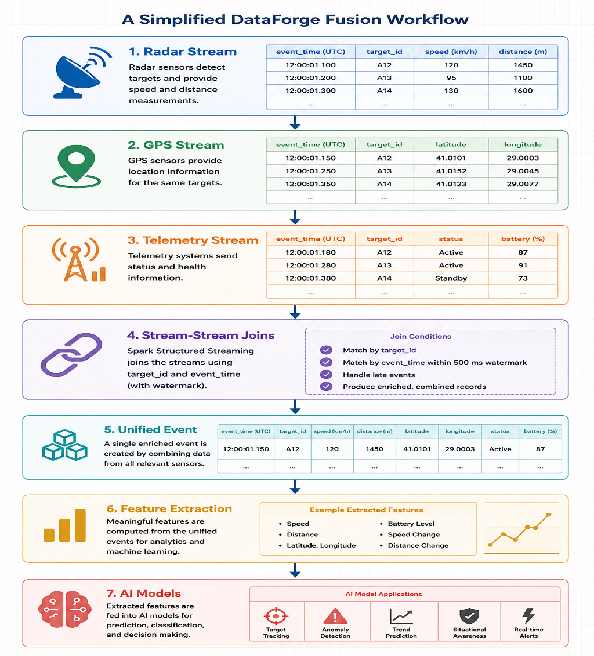 A Simplified DataForge Fusion Workflow
1. Radar Stream
Radar sensors detect
targets and provide
speed and distance
measurements.
event_time (UTC) target_id speed (km/h) distance (m)
12:00:01.100 A12 120 1450
12:00:01.200 A13 95 1100
12:00:01.300 A14 130 1600
... ... ... ...
2. GPS Stream
GPS sensors provide
location information
for the same targets.
event_time (UTC) target_id latitude longitude
12:00:01.150 A12 41.0101 29.0003
12:00:01.250 A13 41.0152 29.0045
12:00:01.350 A14 41.0123 29.0077
... ... ... ...
3. Telemetry Stream
Telemetry systems send
status and health
information.
event_time (UTC) target_id status battery (%)
12:00:01.180 A12 Active 87
12:00:01.280 A13 Active 91
12:00:01.380 A14 Standby 73
... ... ... ...
4. Stream-Stream Joins
Spark Structured Streaming
joins the streams using
target_id and event_time
(with watermark).
Join Conditions
Match by target_id
Match by event_time within 500 ms watermark
Handle late events
Produce enriched, combined records
5. Unified Event
A single enriched event is
created by combining data
from all relevant sensors.
event_time (UTC) target_id speed (km/h) distance (m) latitude longitude status battery (%)
12:00:01.150 A12 120 1450 41.0101 29.0003 Active 87
... ... ... ... ... ... ... ...
6. Feature Extraction
Meaningful features are
computed from the unified
events for analytics and
machine learning.
Example Extracted Features
• Speed • Battery Level
• Distance • Speed Change
• Latitude, Longitude • Distance Change
7. AI Models
Extracted features are
fed into AI models for
prediction, classification,
and decision making.
AI Model Applications
Target Anomaly Trend Situational Real-time
Tracking Detection Prediction Awareness Alerts